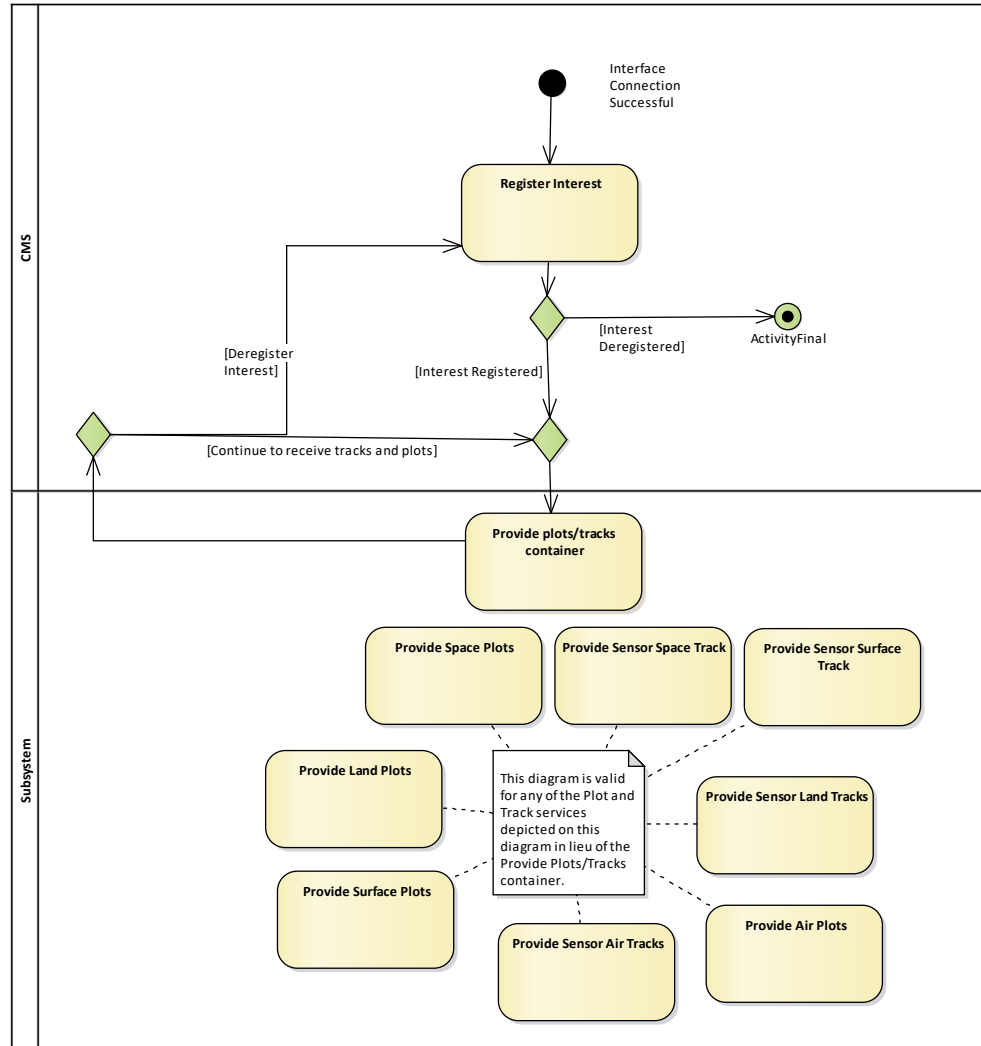 Interface
Connection
Successful
Register Interest
CMS
[Interest
Deregistered]
ActivityFinal
[Deregister
Interest]
[Interest Registered]
[Continue to receive tracks and plots]
Provide plots/tracks
container
Provide Space Plots
Provide Sensor Space Track
Provide Sensor Surface
Track
Subsystem
Provide Land Plots
This diagram is valid
for any of the Plot and
Track services
depicted on this
diagram in lieu of the
Provide Plots/Tracks
container.
Provide Sensor Land Tracks
Provide Surface Plots
Provide Air Plots
Provide Sensor Air Tracks